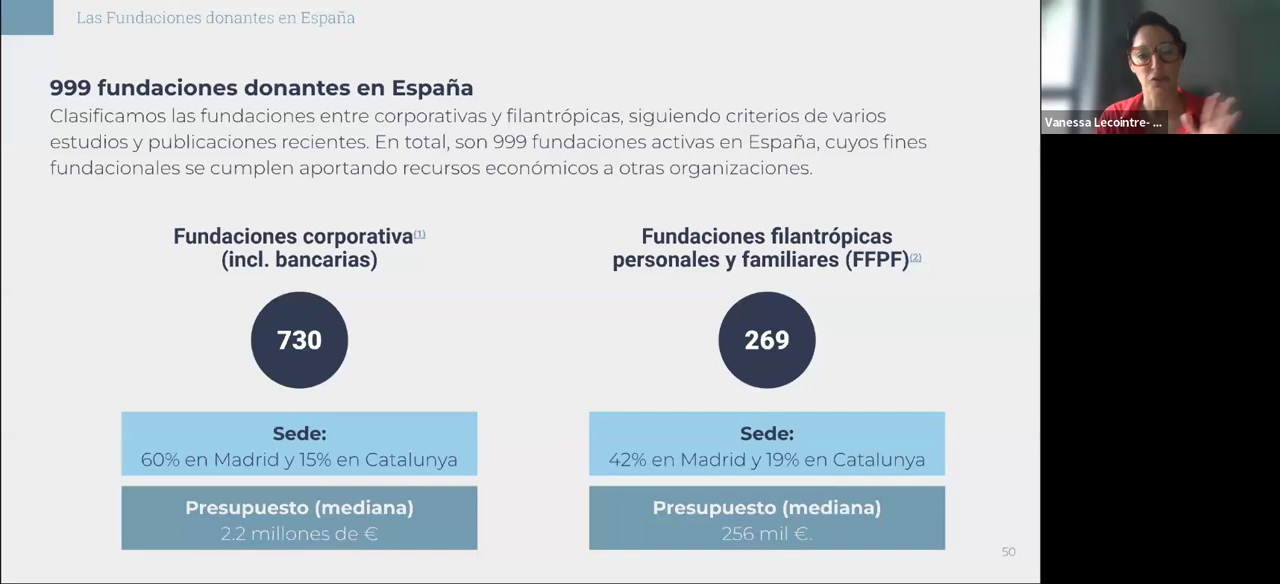 Las Fundaciones donantes en España
999 fundaciones donantes en España
Clasificamos las fundaciones entre corporativas y filantrópicas, siguiendo criterios de varios
estudios y publicaciones recientes. En total, son 999 fundaciones activas en España, cuyos fines
fundacionales se cumplen aportando recursos económicos a otras organizaciones.
Fundaciones corporativa(1)
(incl. bancarias)
730
Sede:
60% en Madrid y 15% en Catalunya
Presupuesto (mediana)
2.2 millones de €
Fundaciones filantrópicas
personales y familiares (FFPF)(2)
269
Sede:
42% en Madrid y 19% en Catalunya
Presupuesto (mediana)
256 mil €.
50
Vanessa Lecointre- ...